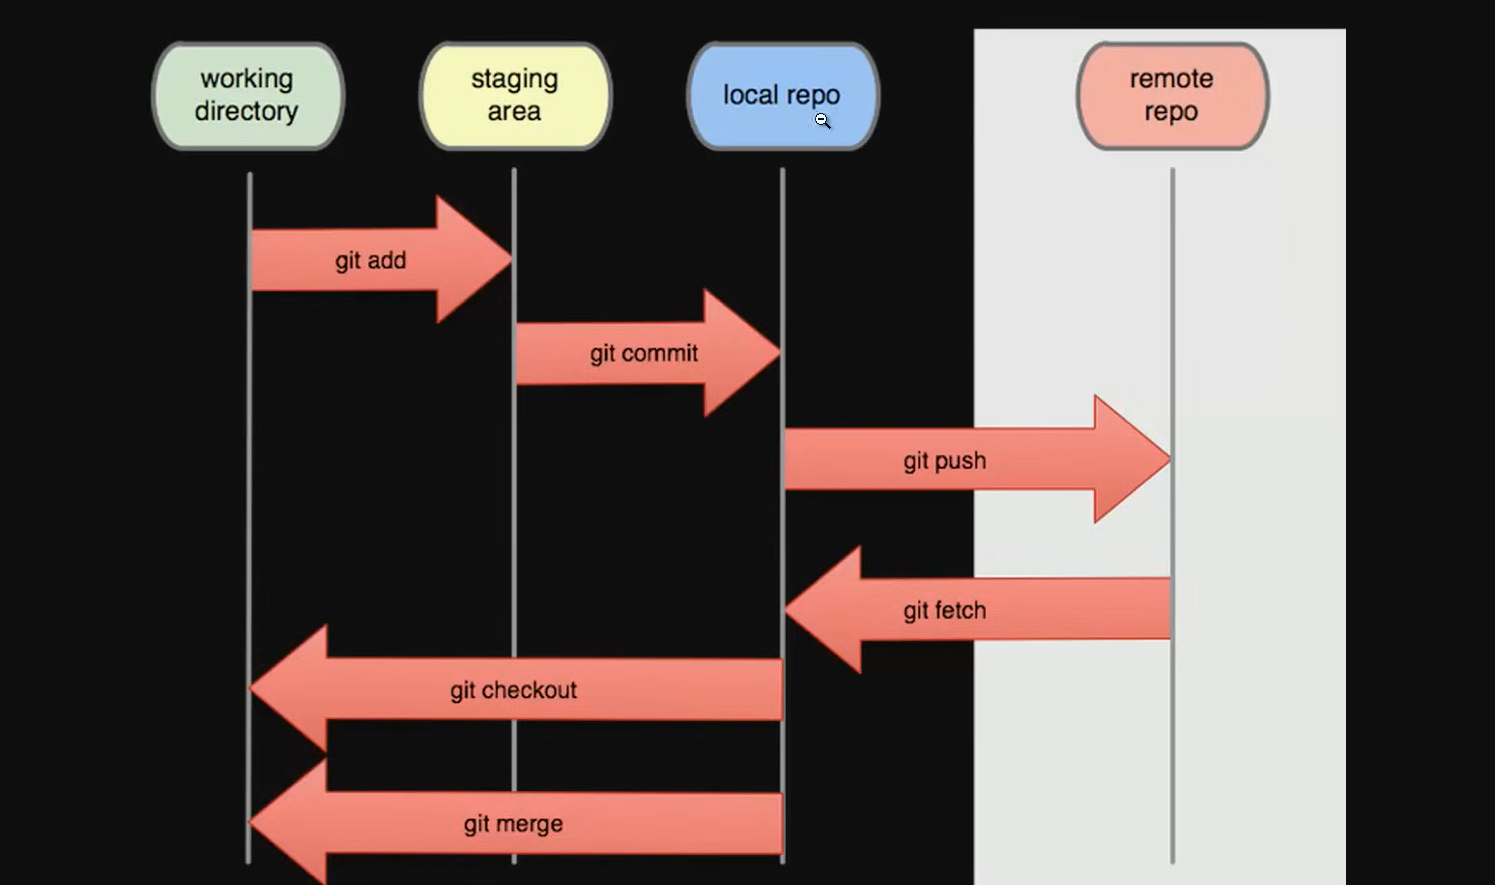 working
directory
staging
area
local repo
remote
repo
git add
git commit
git push
git fetch
git checkout
git merge